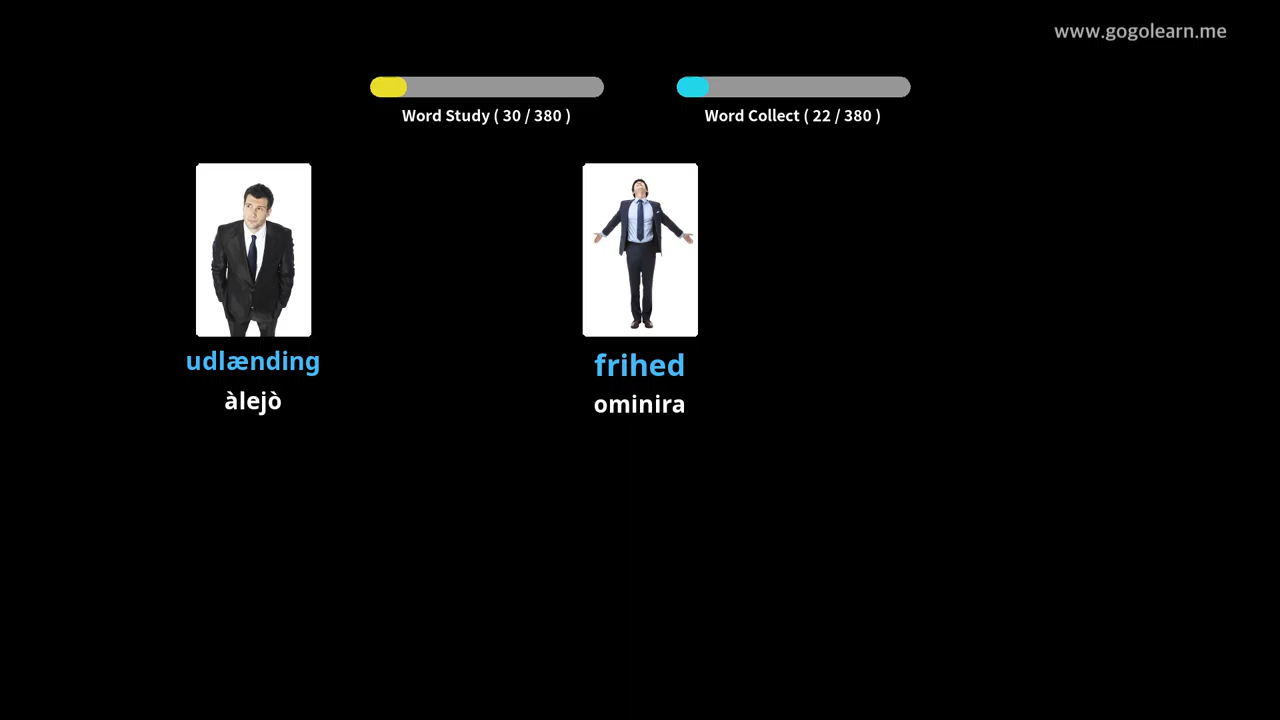 www.gogolearn.me
Word Study ( 30 / 380 )
Word Collect ( 22 / 380 )
udlænding
àlejò
frihed
ominira